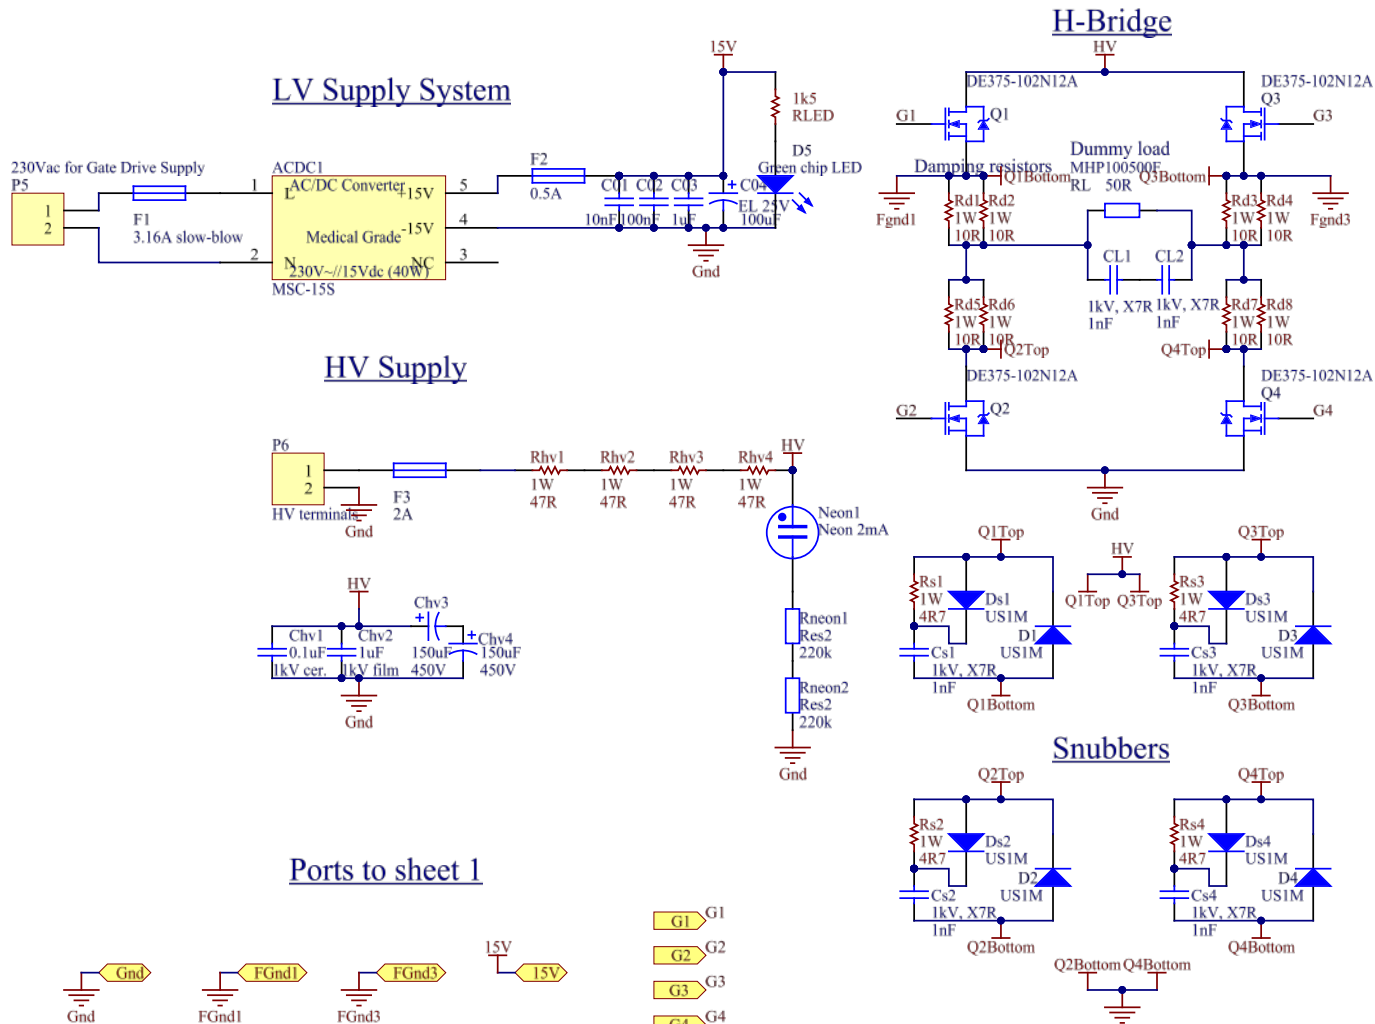 H-Bridge
LV Supply System
15V
1k5
RLED
D5
Green chip LED
230Vac for Gate Drive Supply
P5
1
2
F1
3.16A slow-blow
ACDC1
1
2
L
N
AC/DC Converter
+15V
-15V
NC
Medical Grade
230V~//15Vdc (40W)
MSC-15S
5
4
3
F2
0.5A
C01
C02
C03
C04
10nF
100nF
1uF
EL 25V
100uF
Gnd
HV
DE375-102N12A
Q1
G1
DE375-102N12A
Q3
G3
Damping resistors
Q1Bottom
Q3Bottom
Dummy load
MHP100500F
RL
50R
Fgnd1
Fgnd3
Rd1
1W
10R
Rd2
1W
10R
Rd3
1W
10R
Rd4
1W
10R
CL1
1kV, X7R
1nF
CL2
1kV, X7R
1nF
Rd5
1W
10R
Rd6
1W
10R
Rd7
1W
10R
Rd8
1W
10R
Q2Top
Q4Top
DE375-102N12A
Q2
G2
DE375-102N12A
Q4
G4
Gnd
HV Supply
P6
1
2
HV terminals
Gnd
F3
2A
Rhv1
1W
47R
Rhv2
1W
47R
Rhv3
1W
47R
Rhv4
1W
47R
HV
Neon1
Neon 2mA
Rneon1
Res2
220k
Rneon2
Res2
220k
Gnd
HV
Chv1
0.1uF
1kV cer.
Chv2
1uF
1kV film
Chv3
150uF
450V
Chv4
150uF
450V
Gnd
Q1Top
Rs1
1W
4R7
Ds1
US1M
D1
US1M
Cs1
1kV, X7R
1nF
Q1Bottom
HV
Q1Top
Q3Top
Q3Top
Rs3
1W
4R7
Ds3
US1M
D3
US1M
Cs3
1kV, X7R
1nF
Q3Bottom
Snubbers
Q2Top
Rs2
1W
4R7
Ds2
US1M
D2
US1M
Cs2
1kV, X7R
1nF
Q2Bottom
Q4Top
Rs4
1W
4R7
Ds4
US1M
D4
US1M
Cs4
1kV, X7R
1nF
Q4Bottom
Q2Bottom
Q4Bottom
Ports to sheet 1
Gnd
Gnd
FGnd1
FGnd1
FGnd3
FGnd3
15V
15V
G1
G1
G2
G2
G3
G3
G4
G4